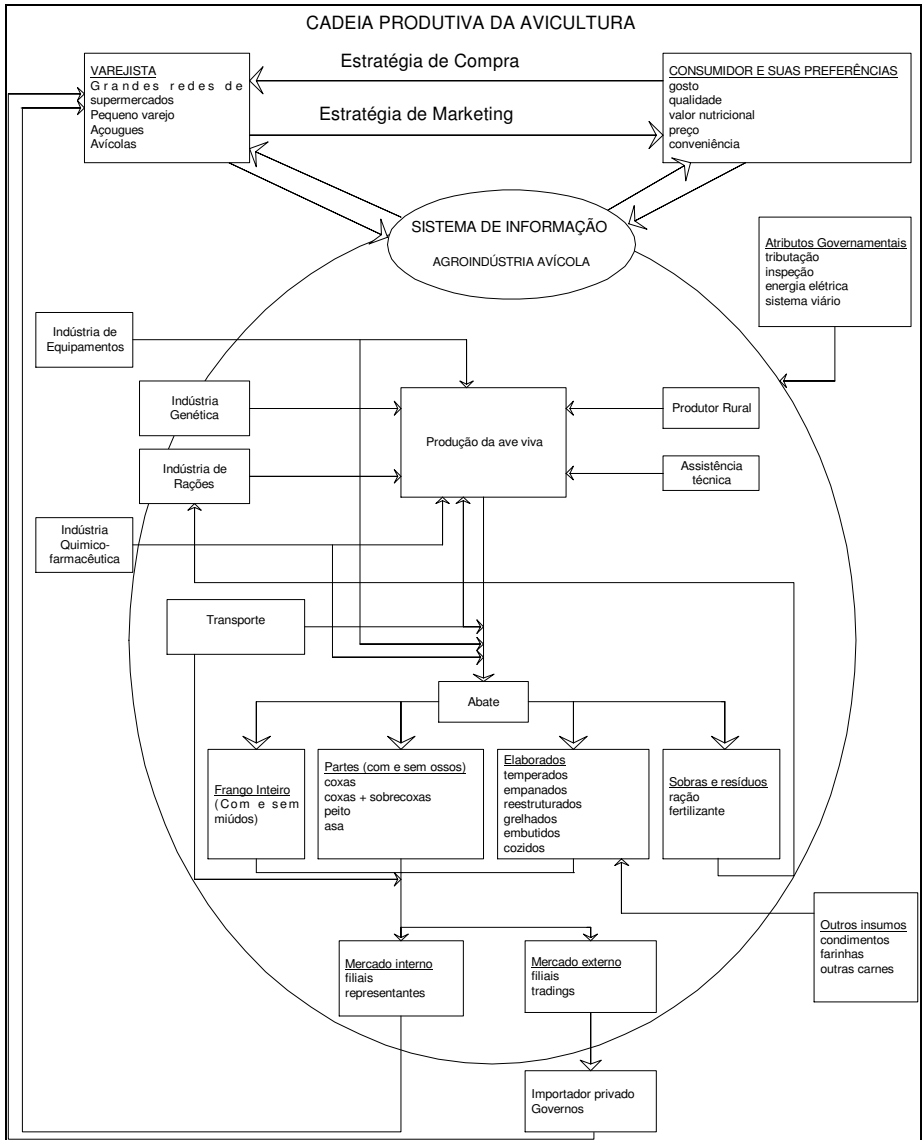 CADEIA PRODUTIVA DA AVICULTURA
VAREJISTA
Grandes redes de
supermercados
Pequeno varejo
Açougues
Avícolas
Estratégia de Compra
Estratégia de Marketing
CONSUMIDOR E SUAS PREFERÊNCIAS
gosto
qualidade
valor nutricional
preço
conveniência
SISTEMA DE INFORMAÇÃO
AGROINDÚSTRIA AVÍCOLA
Atributos Governamentais
tributação
inspeção
energia elétrica
sistema viário
Indústria de
Equipamentos
Indústria
Genética
Indústria de
Rações
Indústria
Quimico-
farmacêutica
Produção da ave viva
Produtor Rural
Assistência
técnica
Transporte
Abate
Frango Inteiro
(Com e sem
miúdos)
Partes (com e sem ossos)
coxas
coxas + sobrecoxas
peito
asa
Elaborados
temperados
empanados
reestruturados
grelhados
embutidos
cozidos
Sobras e resíduos
ração
fertilizante
Outros insumos
condimentos
farinhas
outras carnes
Mercado interno
filiais
representantes
Mercado externo
filiais
tradings
Importador privado
Governos